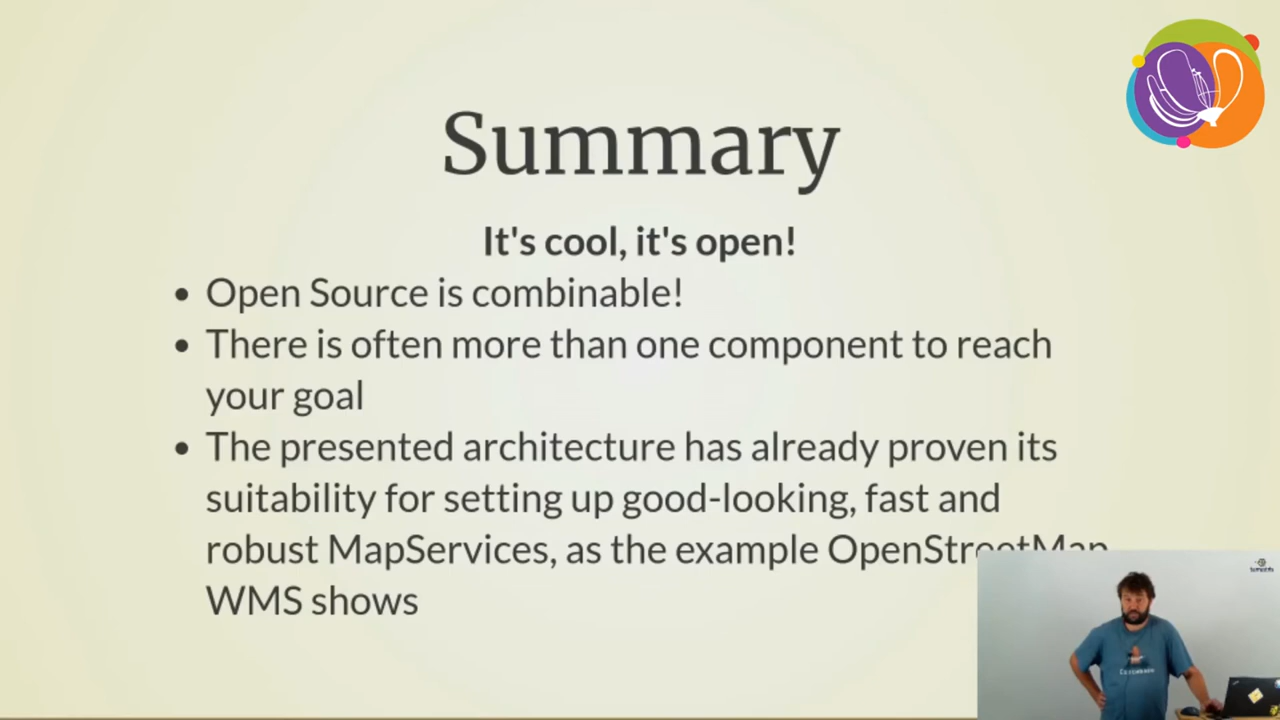 Summary
It's cool, it's open!
• Open Source is combinable!
• There is often more than one component to reach
your goal
• The presented architecture has already proven its
suitability for setting up good-looking, fast and
robust MapServices, as the example OpenStreetMap
WMS shows